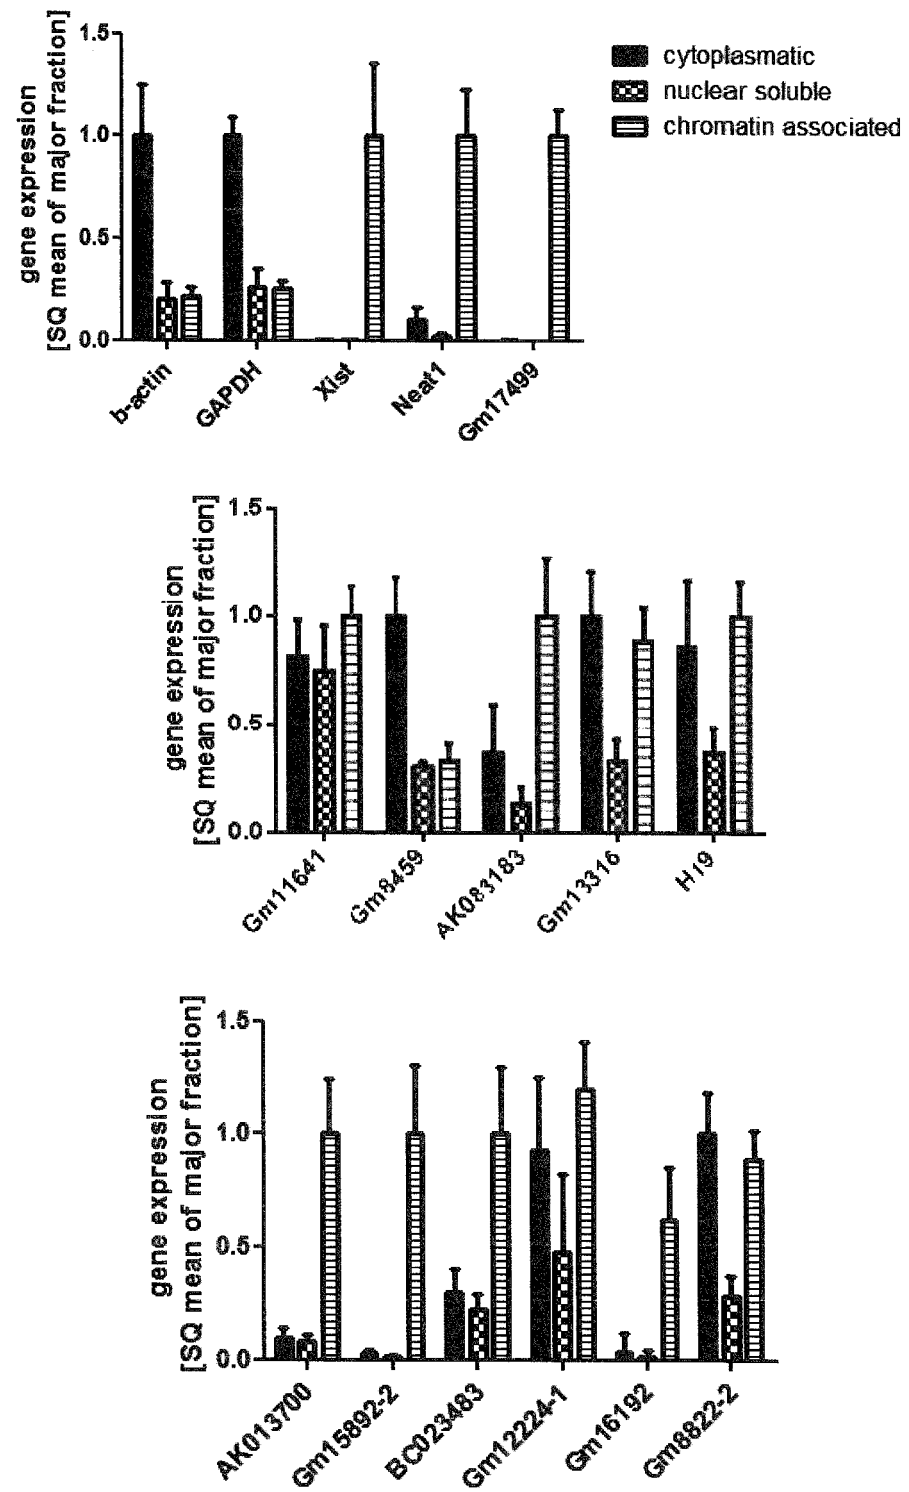 gene expression
[SQ mean of major fraction]
1.5
1.0
0.5
0.0
b-actin
GAPDH
Xist
Neat1
Gm17499
cytoplasmatic
nuclear soluble
chromatin associated
gene expression
[SQ mean of major fraction]
1.5
1.0
0.5
0.0
Gm11641
Gm8459
AK083183
Gm13316
H19
gene expression
[SQ mean of major fraction]
1.5
1.0
0.5
0.0
AK013700
Gm15892-2
BC023483
Gm12224-1
Gm16192
Gm8822-2